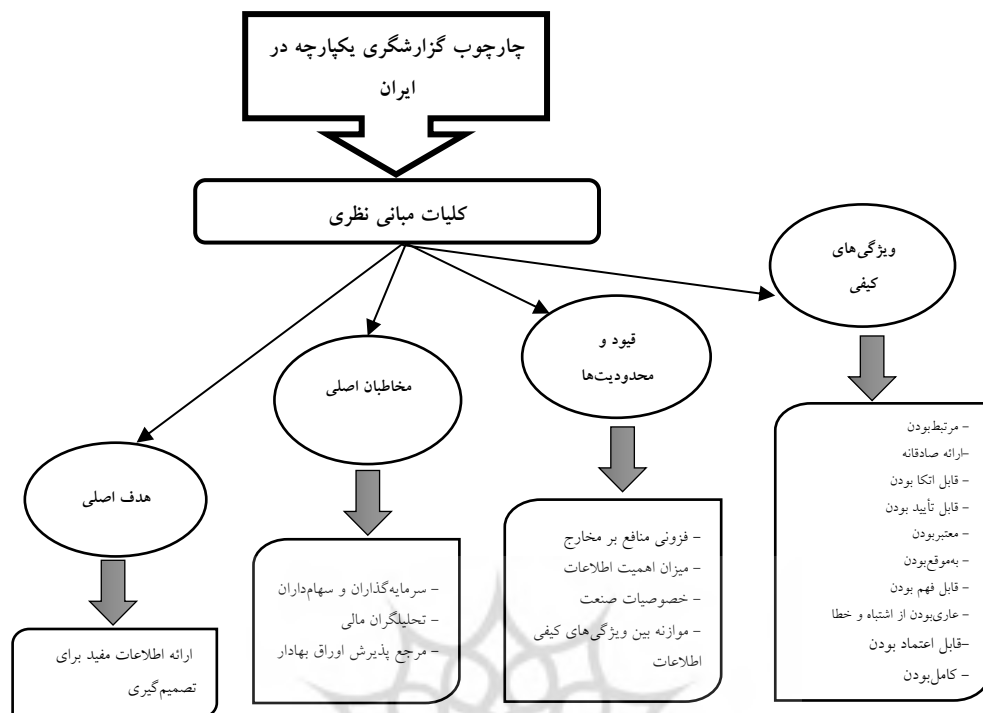 چارچوب گزارشگری یکپارچه در
ایران
کلیات مبانی نظری
ویژگی‌های
کیفی
قیود و
محدودیت‌ها
مخاطبان اصلی
هدف اصلی
- مرتبط‌بودن
-ارائه صادقانه
- قابل اتکا بودن
- قابل تأیید بودن
- معتبربودن
- به‌موقع‌بودن
- قابل فهم بودن
- عاری‌بودن از اشتباه و خطا
-قابل اعتماد بودن
- کامل‌بودن
- فزونی منافع بر مخارج
- میزان اهمیت اطلاعات
- خصوصیات صنعت
- موازنه بین ویژگی‌های کیفی
اطلاعات
- سرمایه‌گذاران و سهام‌داران
- تحلیلگران مالی
- مرجع پذیرش اوراق بهادار
ارائه اطلاعات مفید برای
تصمیم‌گیری